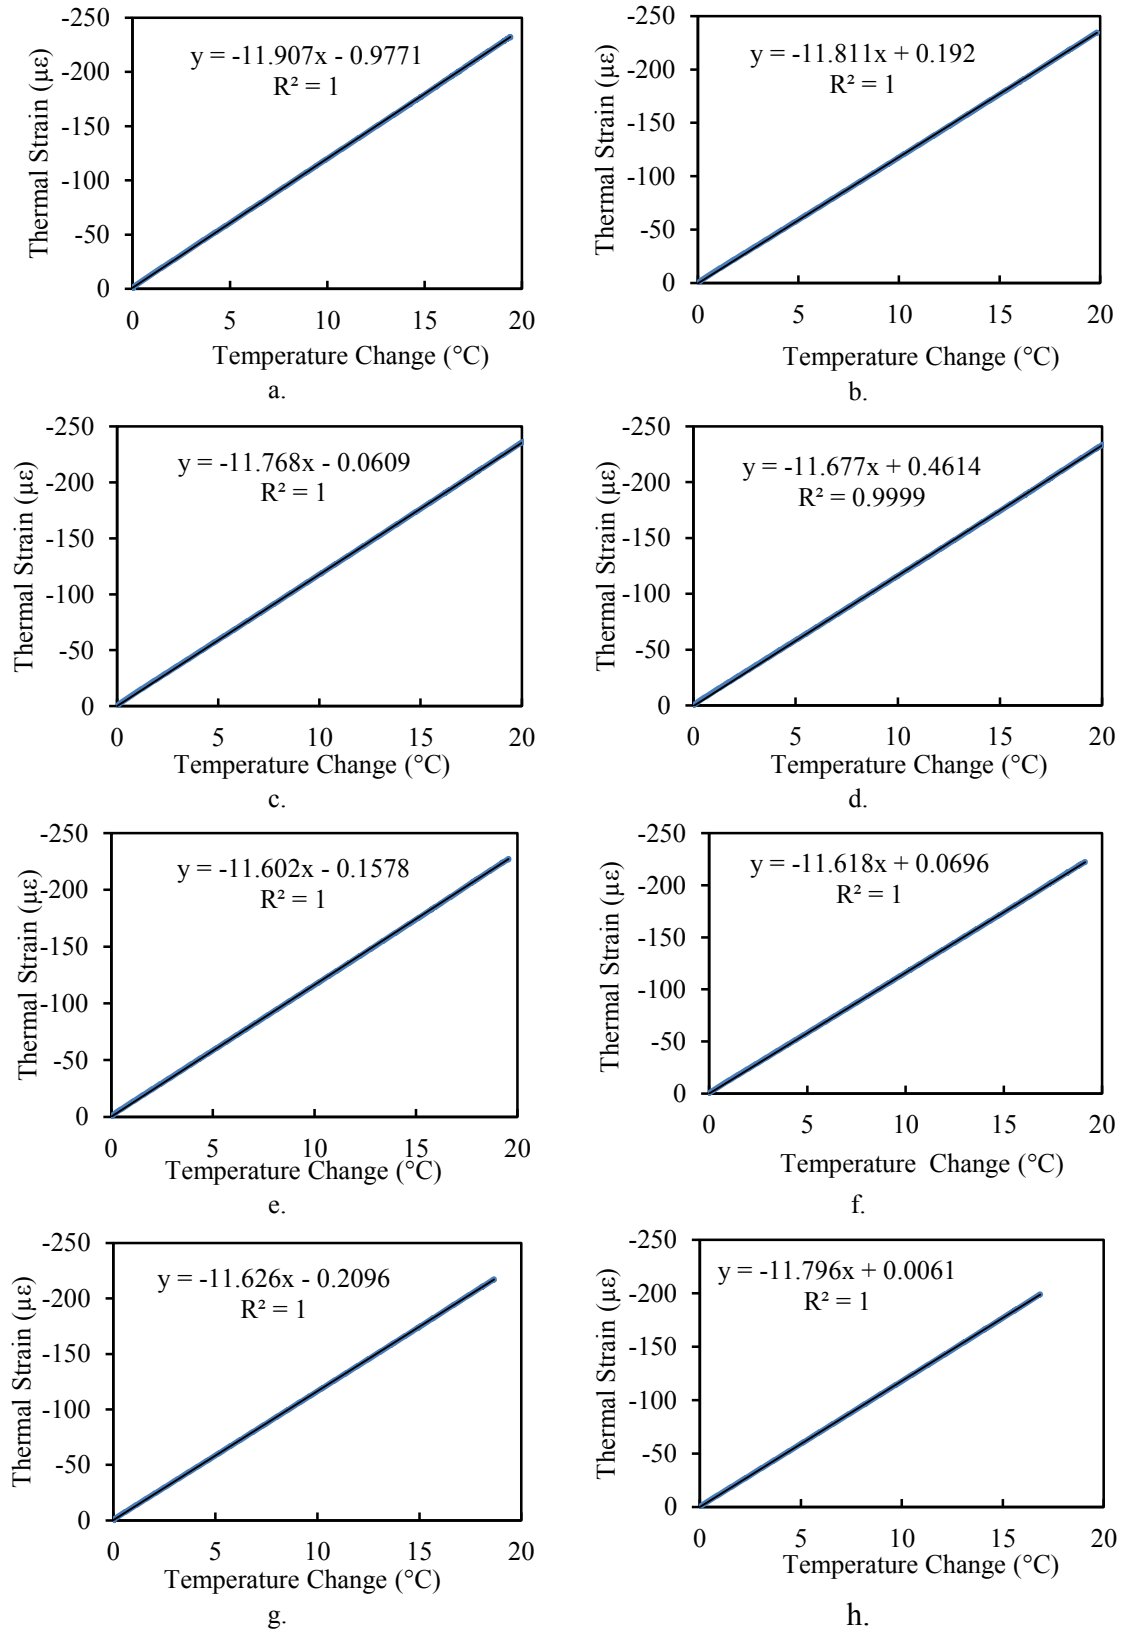 Thermal Strain (με)
-250
-200
-150
-100
-50
0
y = -11.907x - 0.9771
R² = 1
0 5 10 15 20
Temperature Change (°C)
a.
Thermal Strain (με)
-250
-200
-150
-100
-50
0
y = -11.811x + 0.192
R² = 1
0 5 10 15 20
Temperature Change (°C)
b.
Thermal Strain (με)
-250
-200
-150
-100
-50
0
y = -11.768x - 0.0609
R² = 1
0 5 10 15 20
Temperature Change (°C)
c.
Thermal Strain (με)
-250
-200
-150
-100
-50
0
y = -11.677x + 0.4614
R² = 0.9999
0 5 10 15 20
Temperature Change (°C)
d.
Thermal Strain (με)
-250
-200
-150
-100
-50
0
y = -11.602x - 0.1578
R² = 1
0 5 10 15 20
Temperature Change (°C)
e.
Thermal Strain (με)
-250
-200
-150
-100
-50
0
y = -11.618x + 0.0696
R² = 1
0 5 10 15 20
Temperature Change (°C)
f.
Thermal Strain (με)
-250
-200
-150
-100
-50
0
y = -11.626x - 0.2096
R² = 1
0 5 10 15 20
Temperature Change (°C)
g.
Thermal Strain (με)
-250
-200
-150
-100
-50
0
y = -11.796x + 0.0061
R² = 1
0 5 10 15 20
Temperature Change (°C)
h.